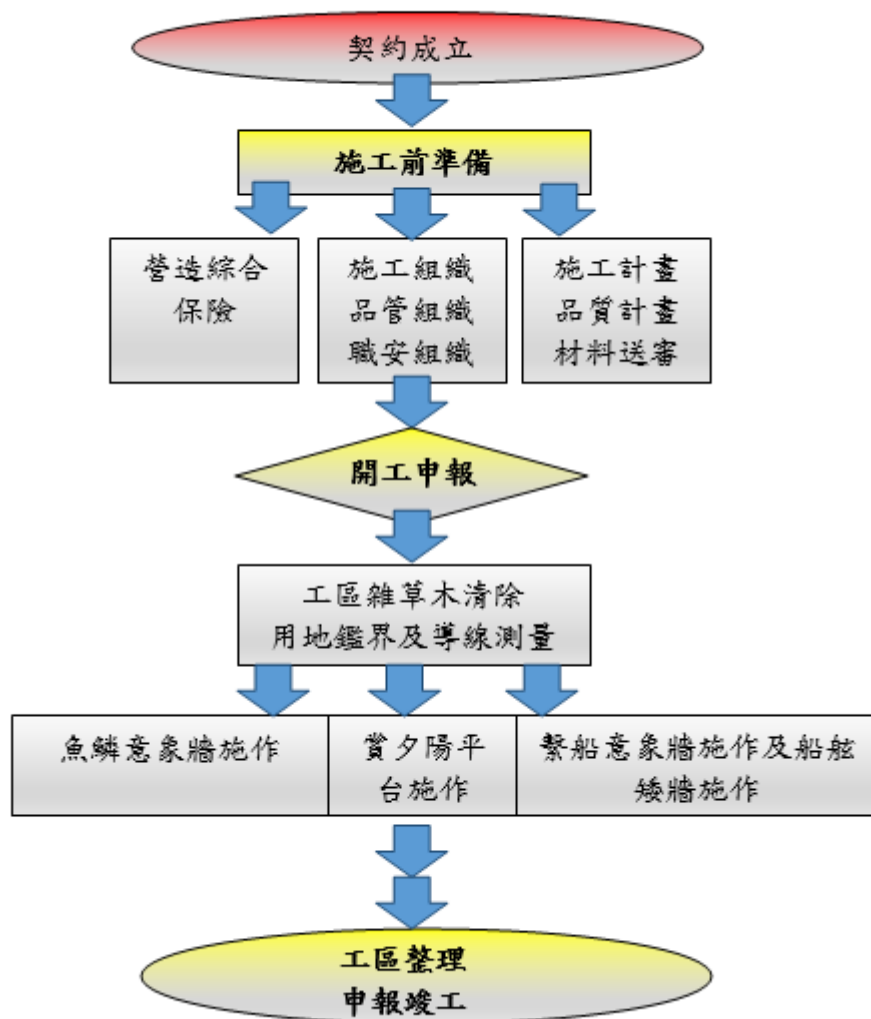 契約成立
施工前準備
營造綜合
保險
施工組織
品管組織
職安組織
施工計畫
品質計畫
材料送審
開工申報
工區雜草木清除
用地鑑界及導線測量
魚鱗意象牆施作
賞夕陽平
台施作
繫船意象牆施作及船舷
矮牆施作
工區整理
申報竣工